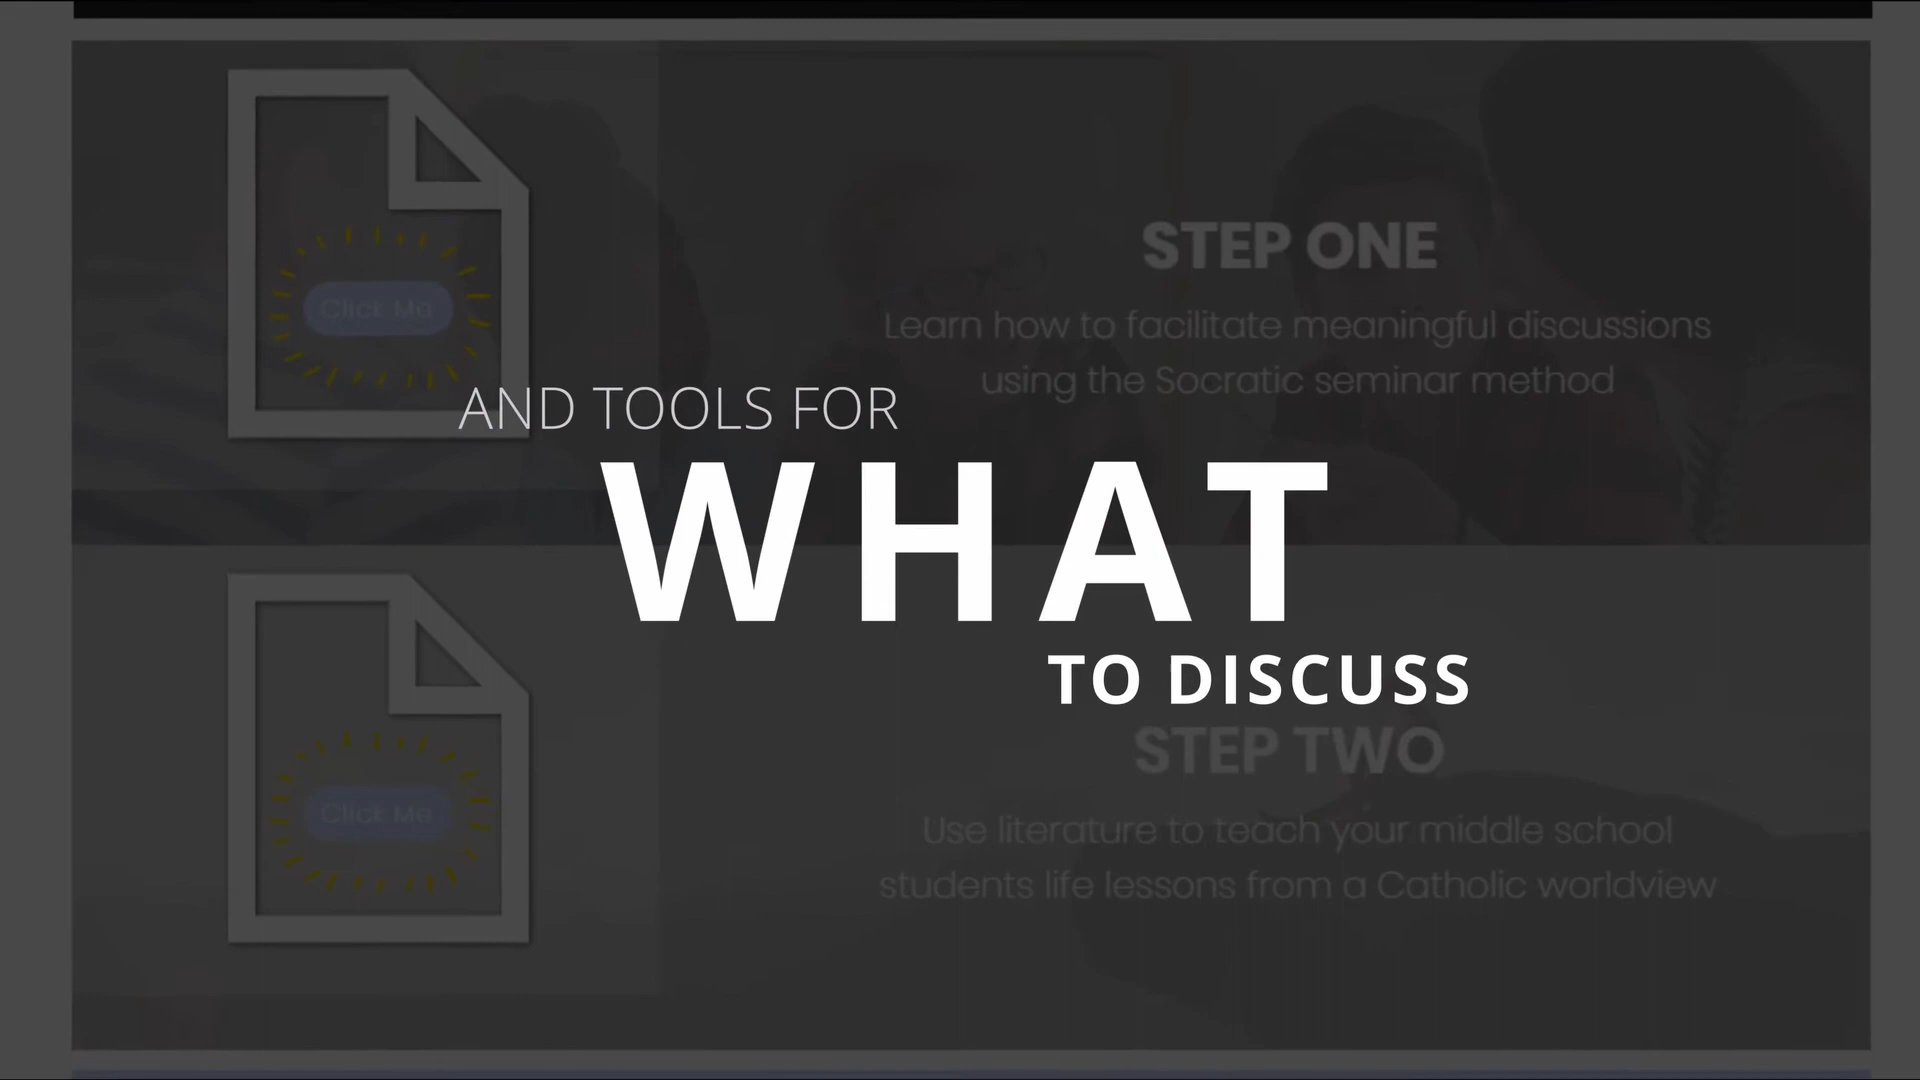 Click Me
STEP ONE
Learn how to facilitate meaningful discussions
using the Socratic seminar method
AND TOOLS FOR
WHAT
TO DISCUSS
Click Me
STEP TWO
Use literature to teach your middle school
students life lessons from a Catholic worldview